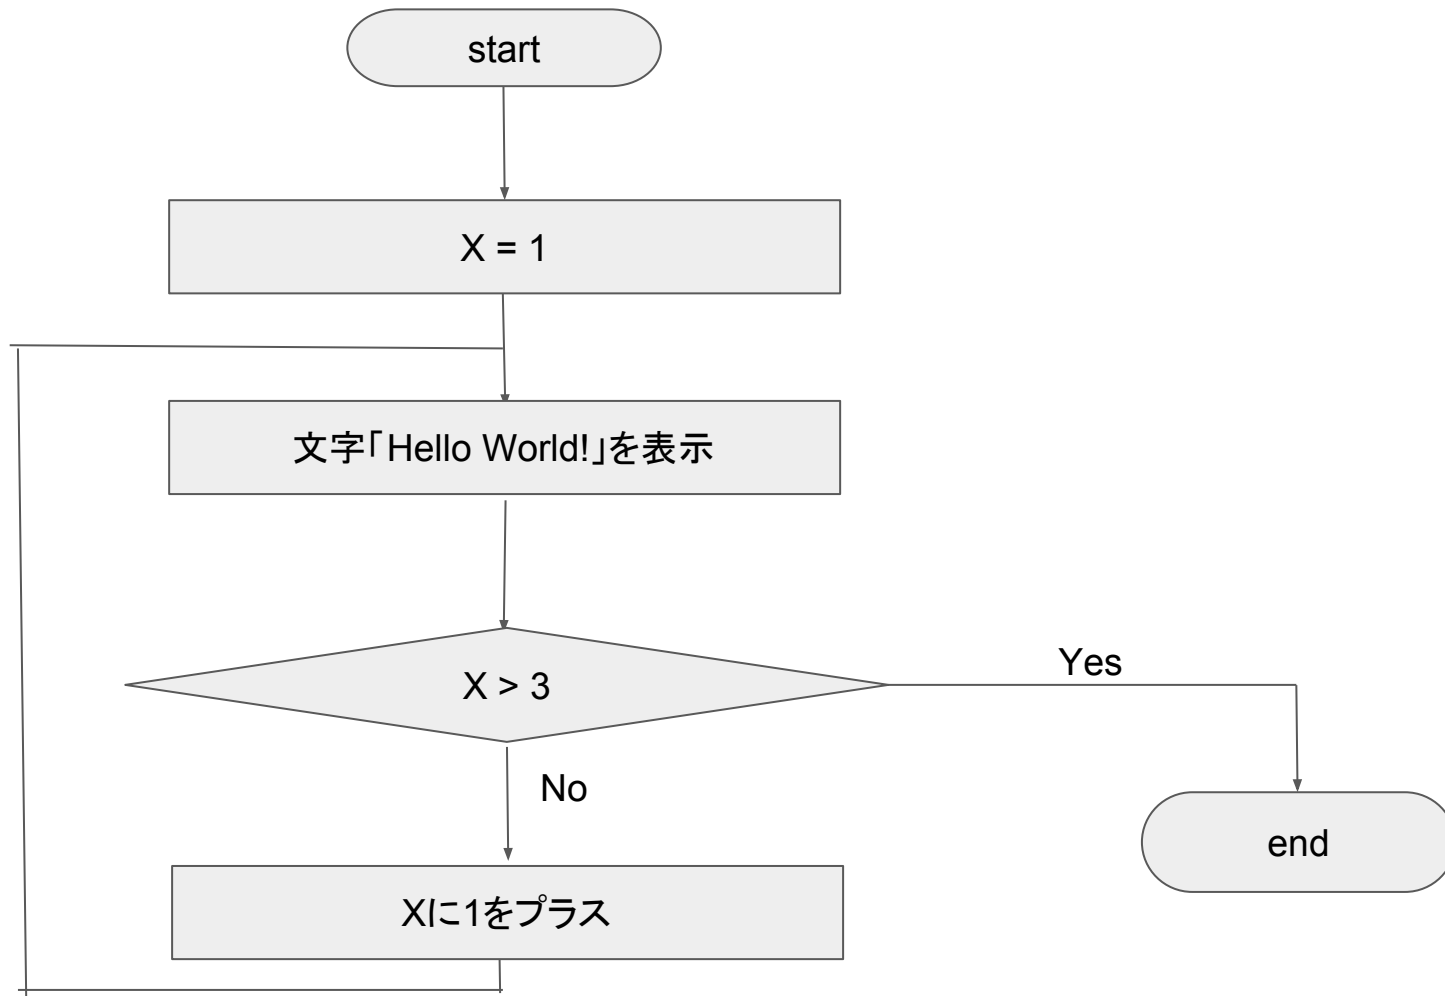 start
X = 1
文字「Hello World!」を表示
X > 3
Yes
No
end
Xに1をプラス